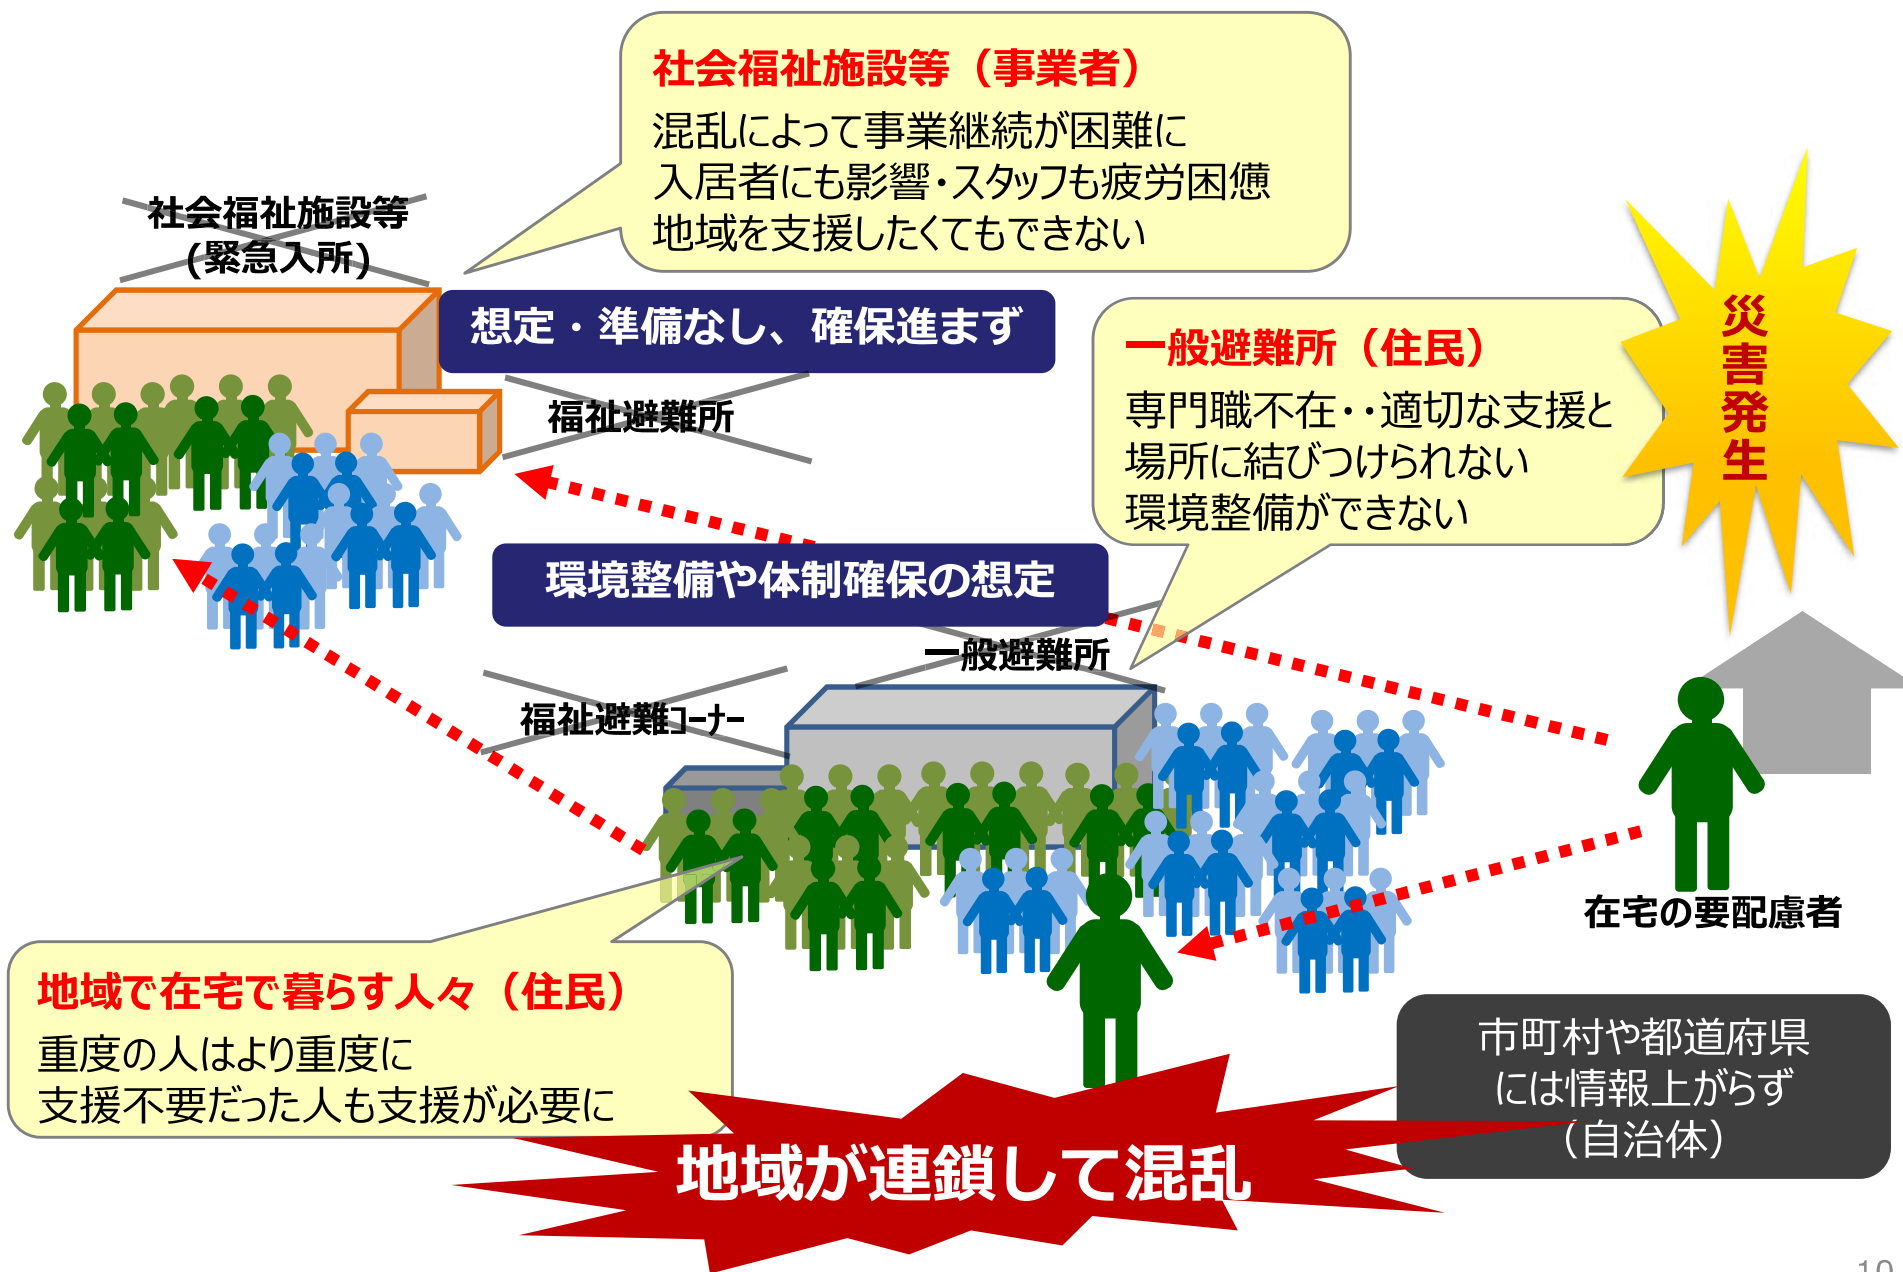 社会福祉施設等（事業者）
混乱によって事業継続が困難に
入居者にも影響・スタッフも疲労困憊
地域を支援したくてもできない
社会福祉施設等
(緊急入所)
想定・準備なし、確保進まず
福祉避難所
一般避難所（住民）
専門職不在・・適切な支援と
場所に結びつけられない
環境整備ができない
災害発生
環境整備や体制確保の想定
一般避難所
福祉避難ｺｰﾅｰ
在宅の要配慮者
地域で在宅で暮らす人々（住民）
重度の人はより重度に
支援不要だった人も支援が必要に
市町村や都道府県
には情報上がらず
（自治体）
地域が連鎖して混乱
10